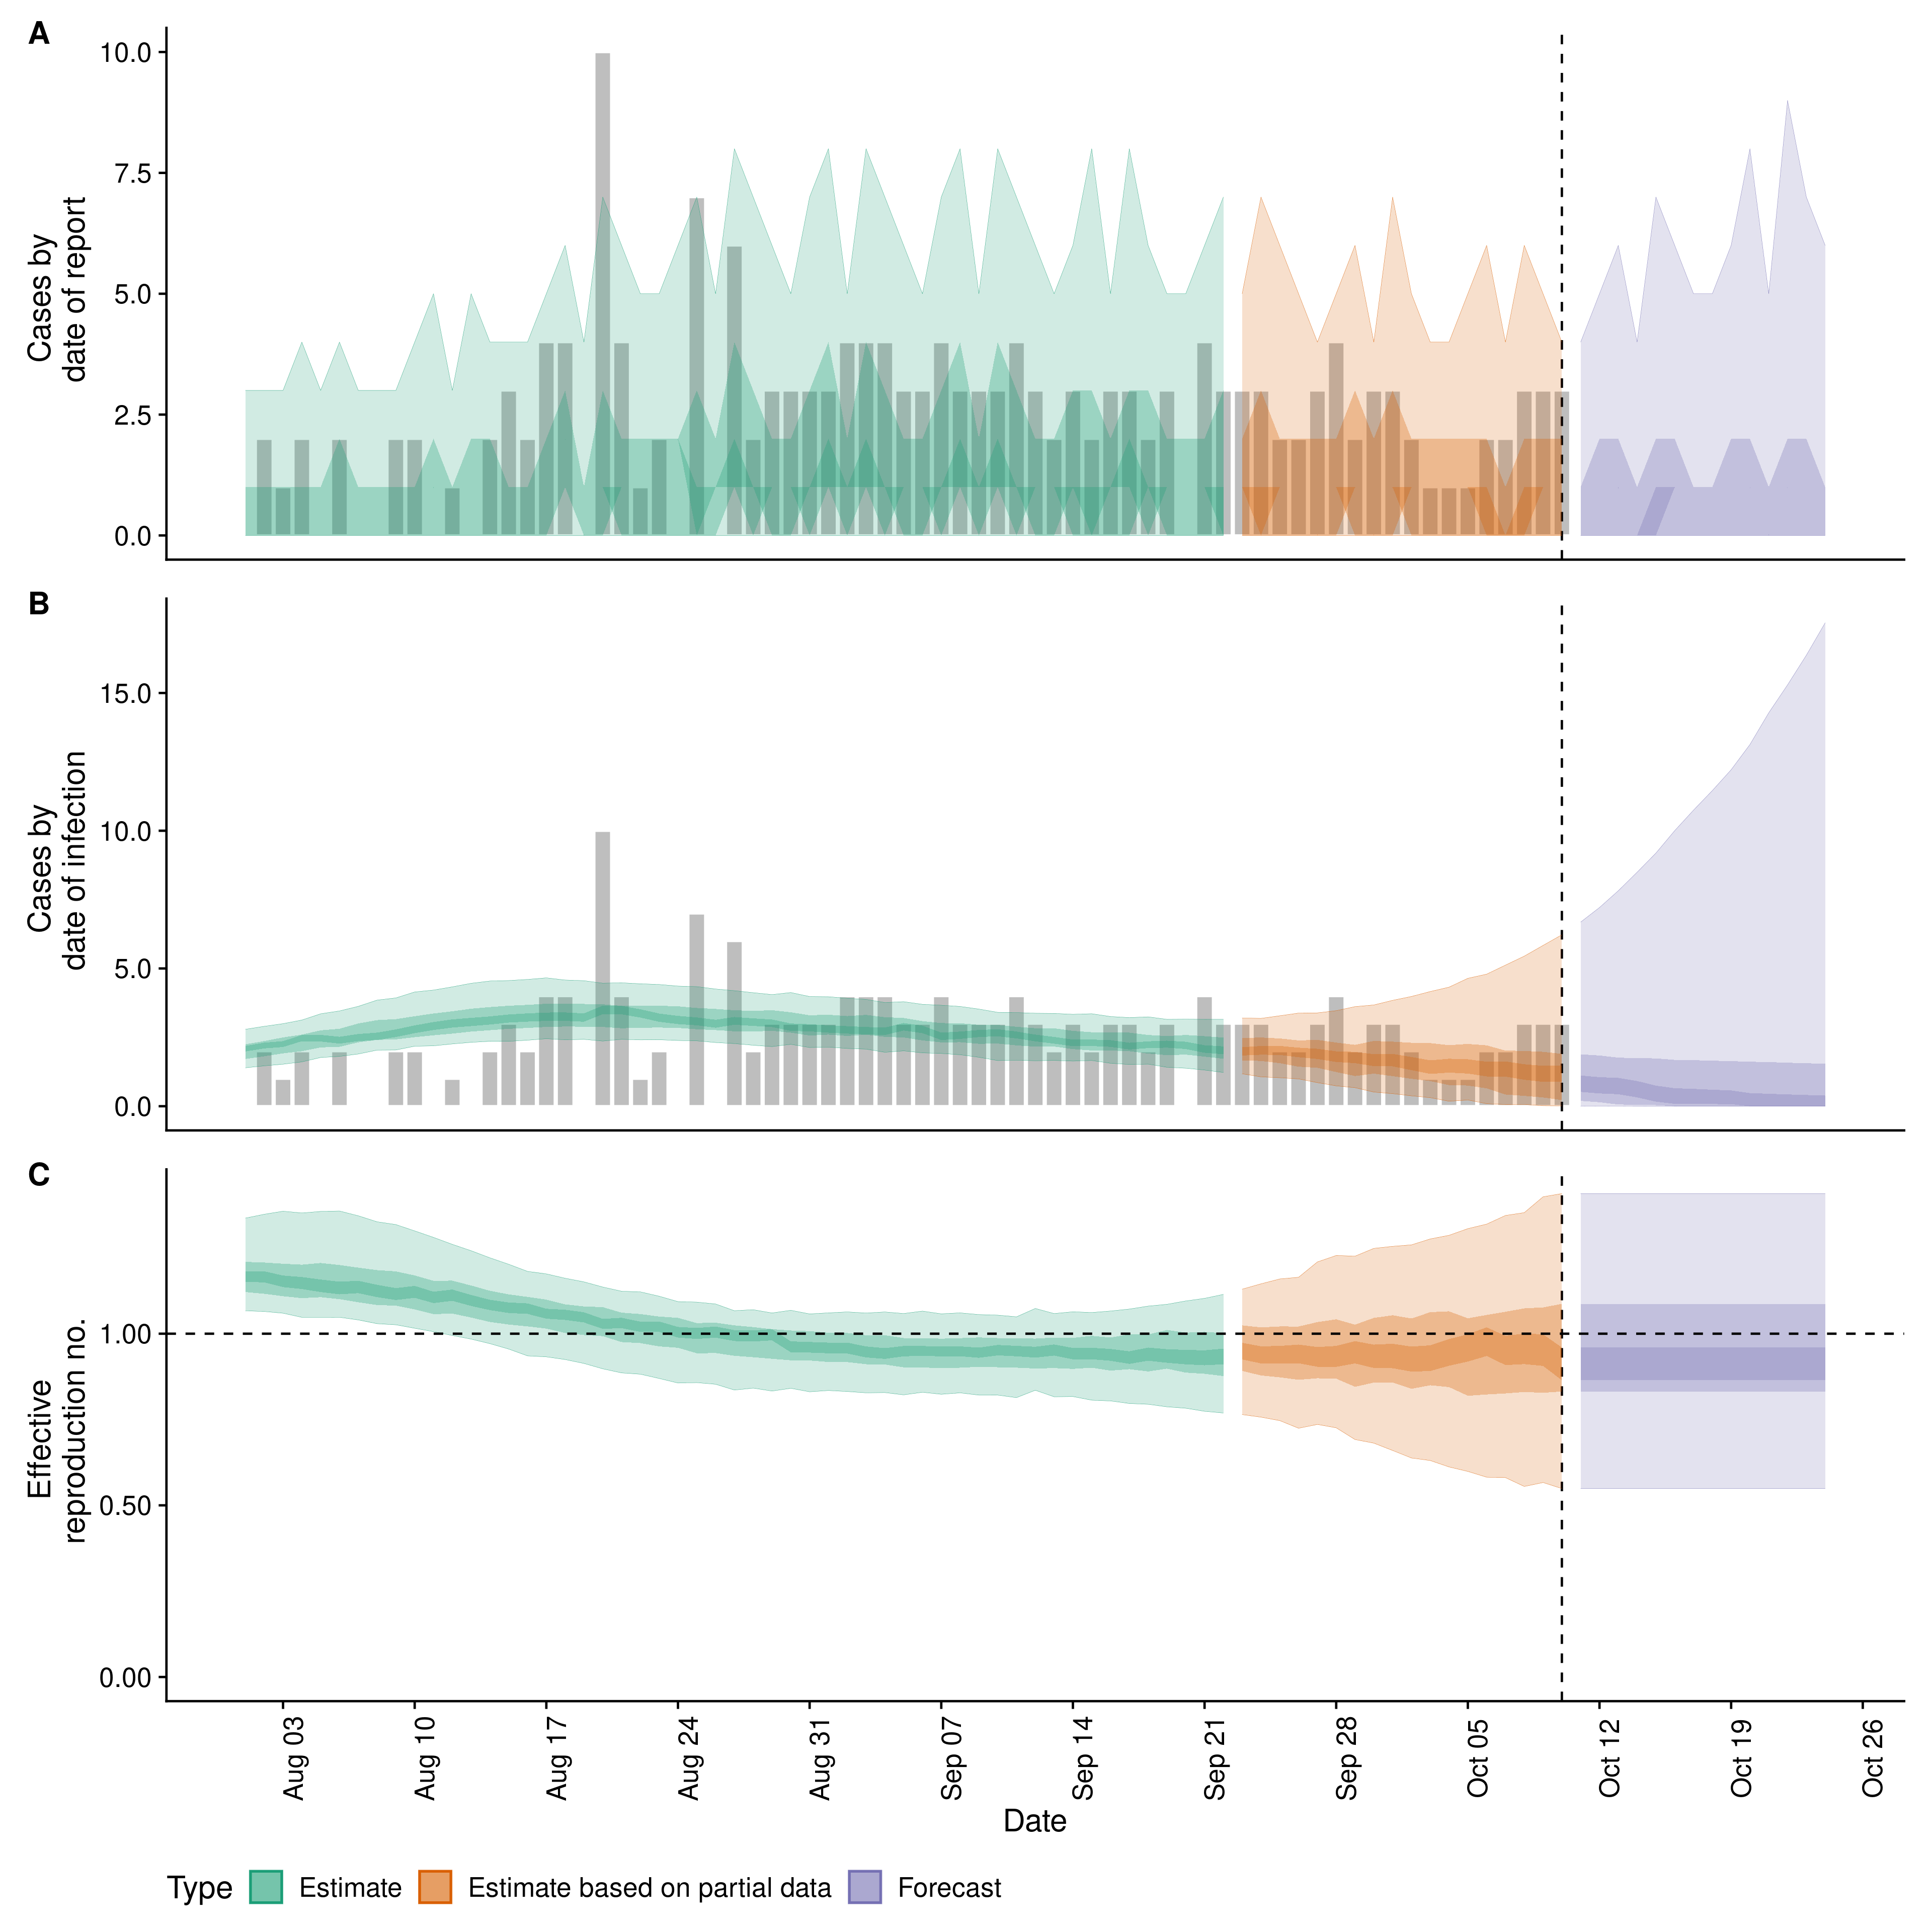 A
Cases by
date of report
10.0
7.5
5.0
2.5
0.0
B
Cases by
date of infection
15.0
10.0
5.0
0.0
C
Effective
reproduction no.
1.00
0.50
0.00
Aug 03
Aug 10
Aug 17
Aug 24
Aug 31
Sep 07
Sep 14
Sep 21
Sep 28
Oct 05
Oct 12
Oct 19
Oct 26
Date
Type Estimate Estimate based on partial data Forecast